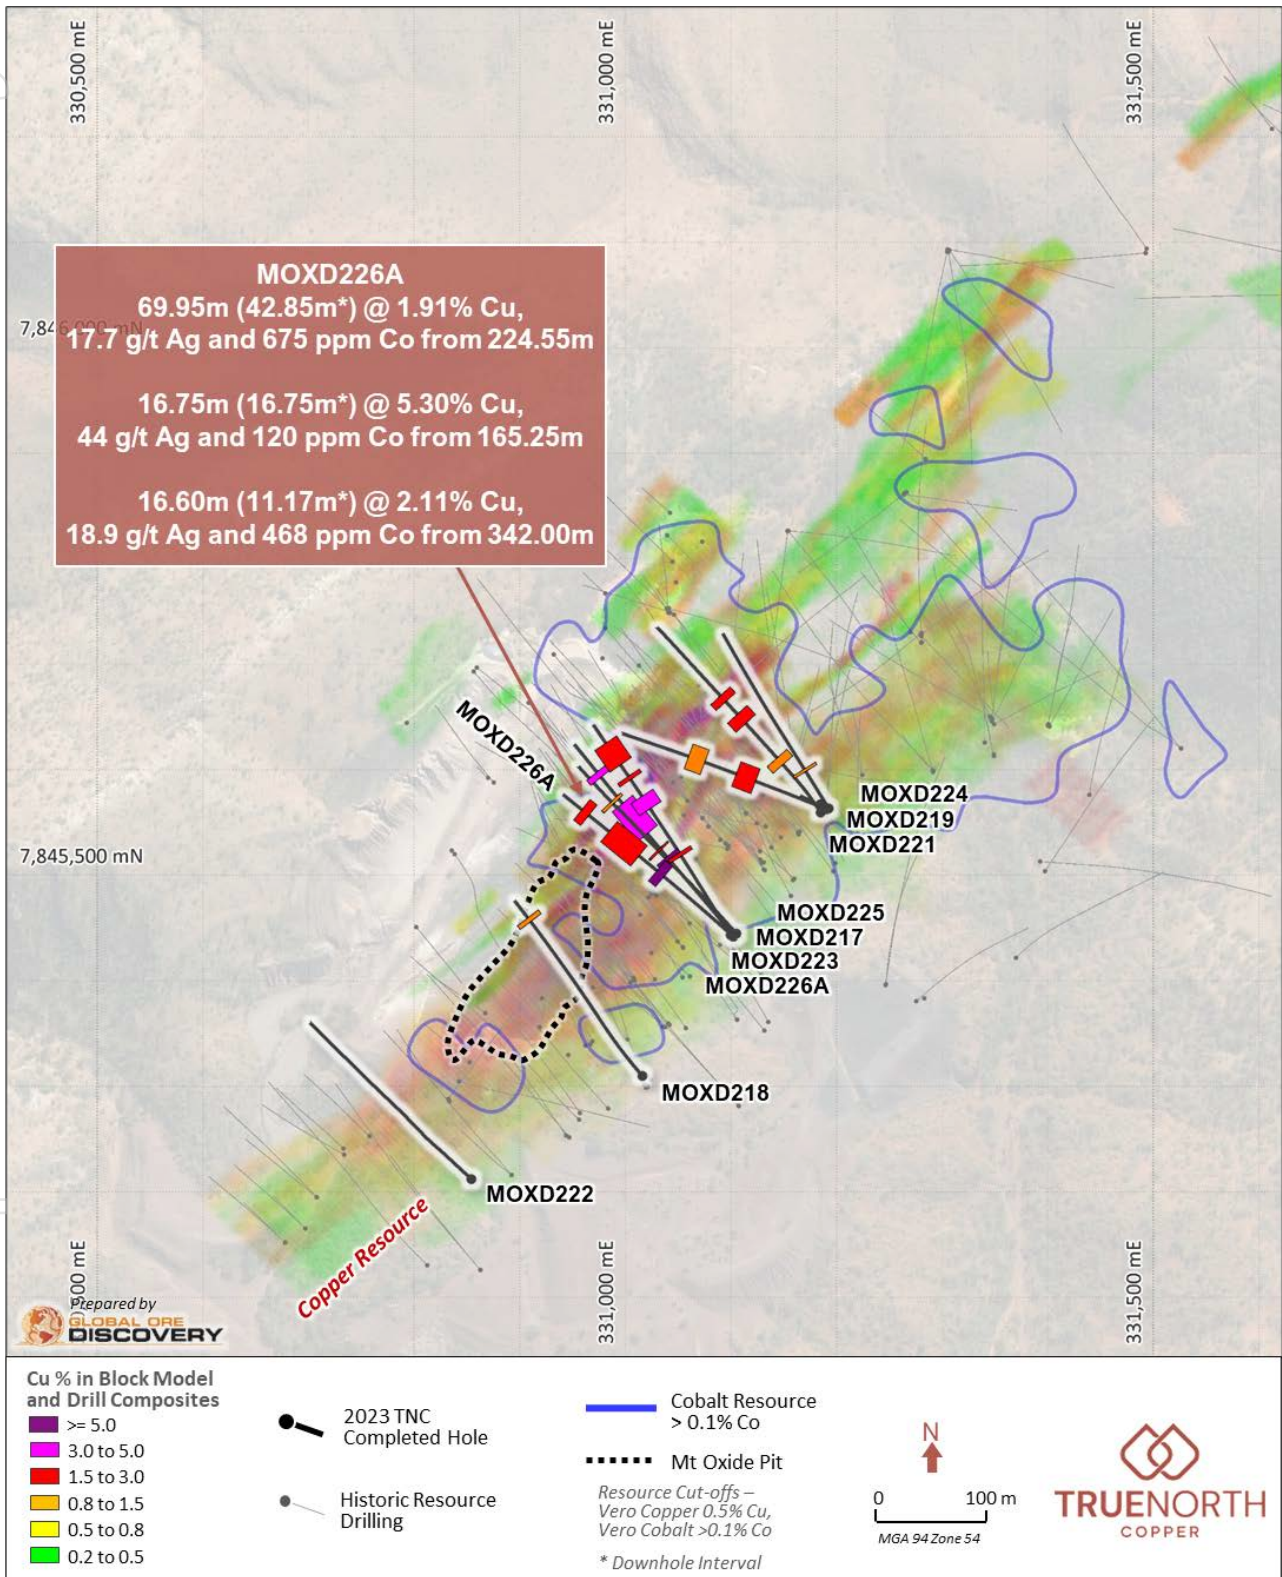 330,500 mE
331,000 mE
331,500 mE
MOXD226A
69.95m (42.85m*) @ 1.91% Cu,
17.7 g/t Ag and 675 ppm Co from 224.55m
16.75m (16.75m*) @ 5.30% Cu,
44 g/t Ag and 120 ppm Co from 165.25m
16.60m (11.17m*) @ 2.11% Cu,
18.9 g/t Ag and 468 ppm Co from 342.00m
7,846,000 mN
MOXD226A
MOXD224
MOXD219
MOXD221
7,845,500 mN
MOXD225
MOXD217
MOXD223
MOXD226A
MOXD218
MOXD222
Copper Resource
330,500 mE
331,000 mE
331,500 mE
Prepared by
GLOBAL ORE
DISCOVERY
Cu % in Block Model
and Drill Composites
>= 5.0
3.0 to 5.0
1.5 to 3.0
0.8 to 1.5
0.5 to 0.8
0.2 to 0.5
2023 TNC
Completed Hole
Historic Resource
Drilling
Cobalt Resource
> 0.1% Co
Mt Oxide Pit
Resource Cut-offs –
Vero Copper 0.5% Cu,
Vero Cobalt >0.1% Co
* Downhole Interval
N
0 100 m
MGA 94 Zone 54
TRUENORTH
COPPER